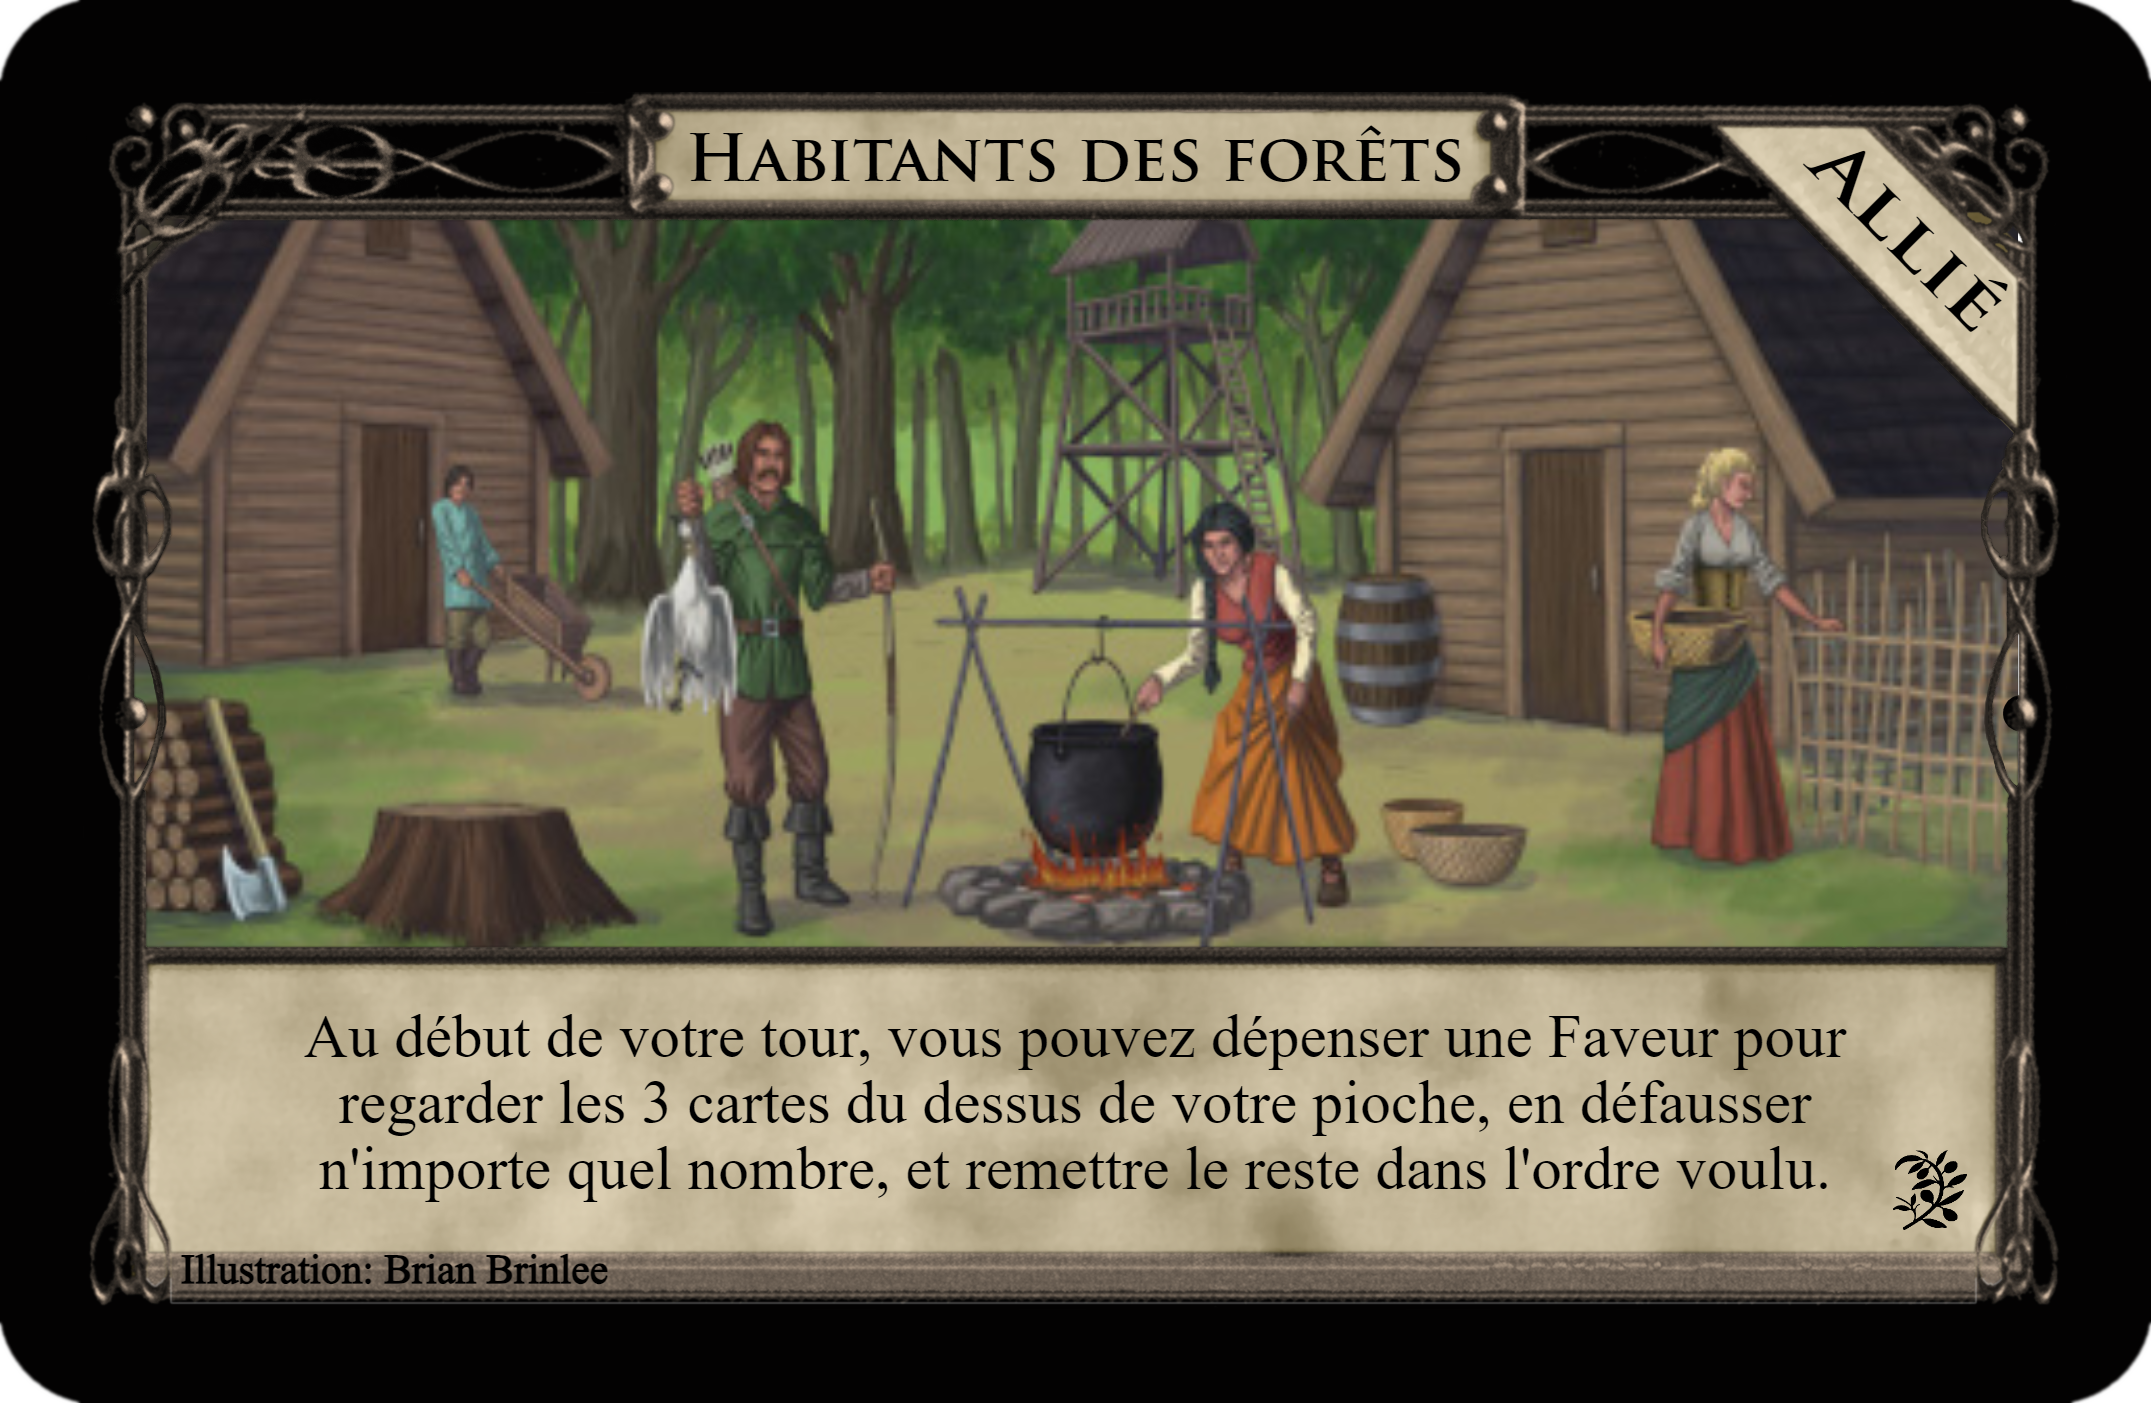 Habitants des forêts
Allié
Au début de votre tour, vous pouvez dépenser une Faveur pour
regarder les 3 cartes du dessus de votre pioche, en défausser
n'importe quel nombre, et remettre le reste dans l'ordre voulu.
Illustration: Brian Brinlee